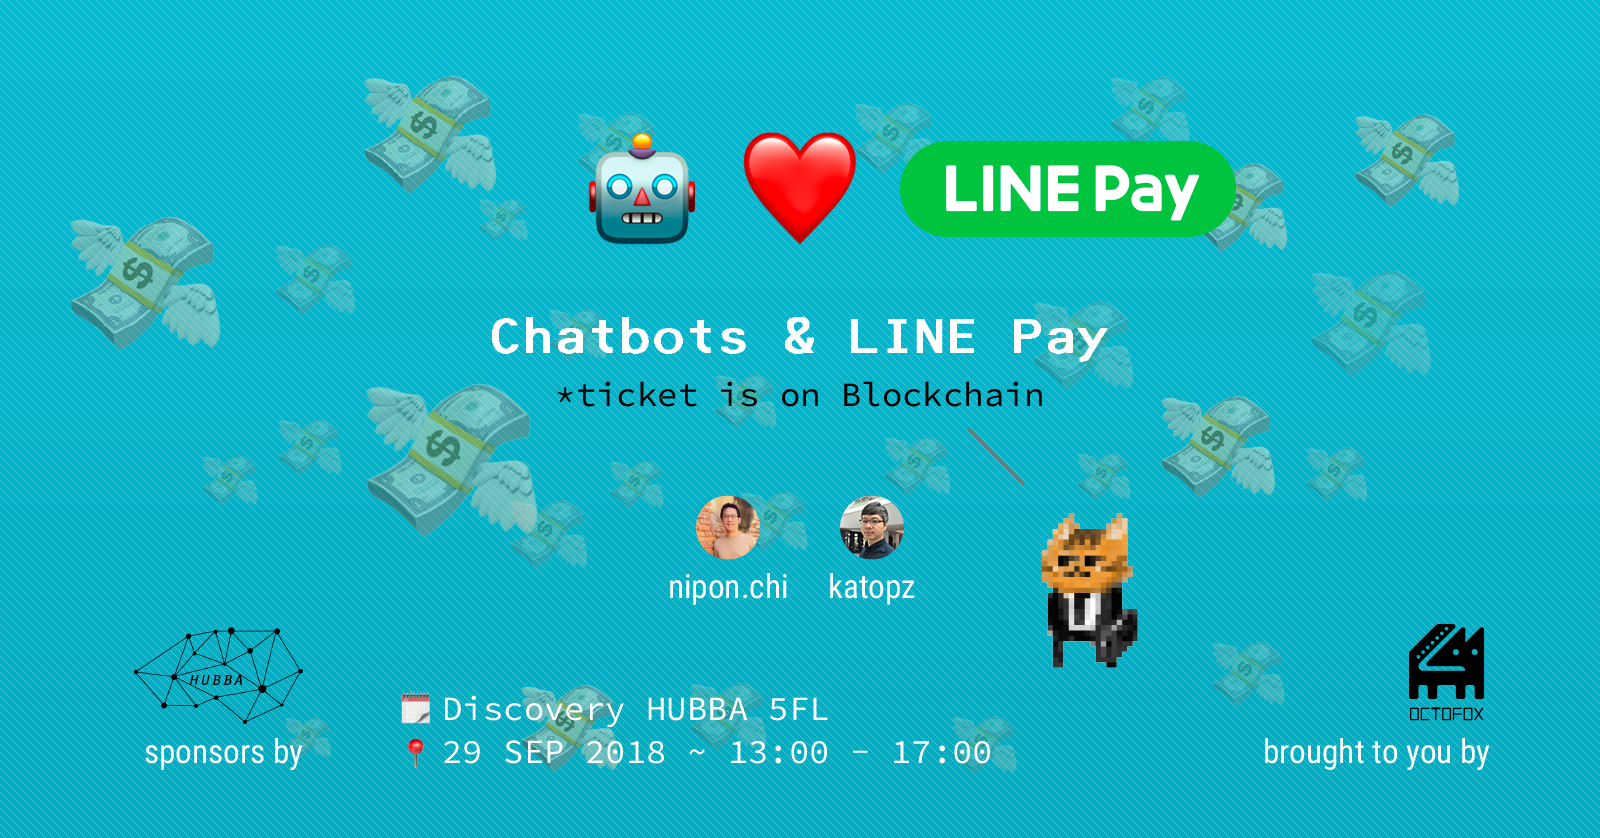 LINE Pay
Chatbots & LINE Pay
*ticket is on Blockchain
nipon.chi
katopz
HUBBA
sponsors by
Discovery HUBBA 5FL
29 SEP 2018 ~ 13:00 - 17:00
OCTOFOX
brought to you by